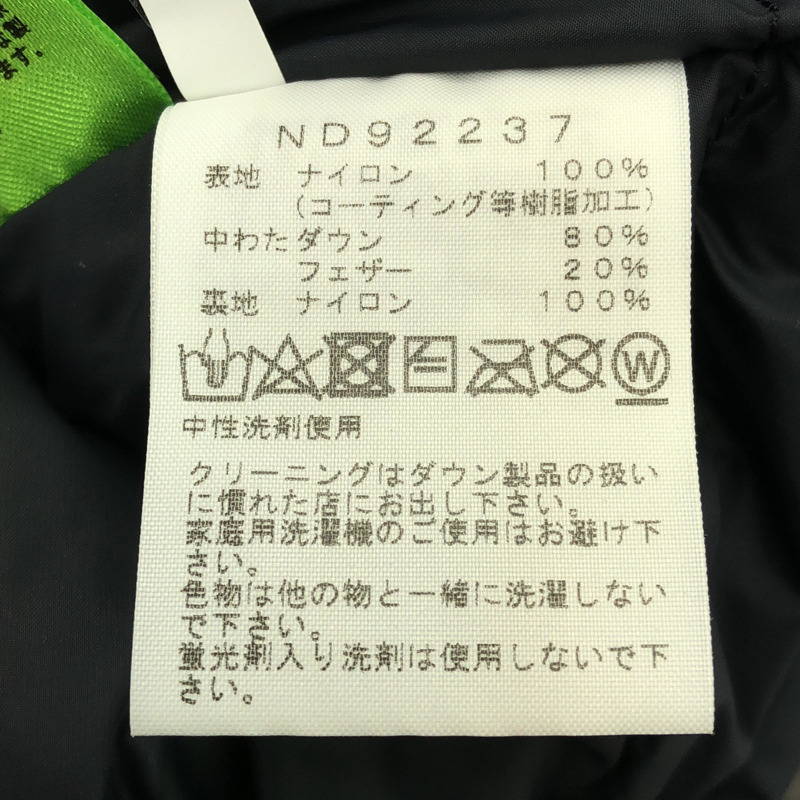 ND92237
表地 ナイロン 100%
(コーティング等樹脂加工)
中わたダウン 80%
フェザー 20%
裏地 ナイロン 100%
W
中性洗剤使用
クリーニングはダウン製品の扱い
に慣れた店にお出し下さい。
家庭用洗濯機のご使用はお避け下
さい。
色物は他の物と一緒に洗濯しない
で下さい。
蛍光剤入り洗剤は使用しないで下
さい。